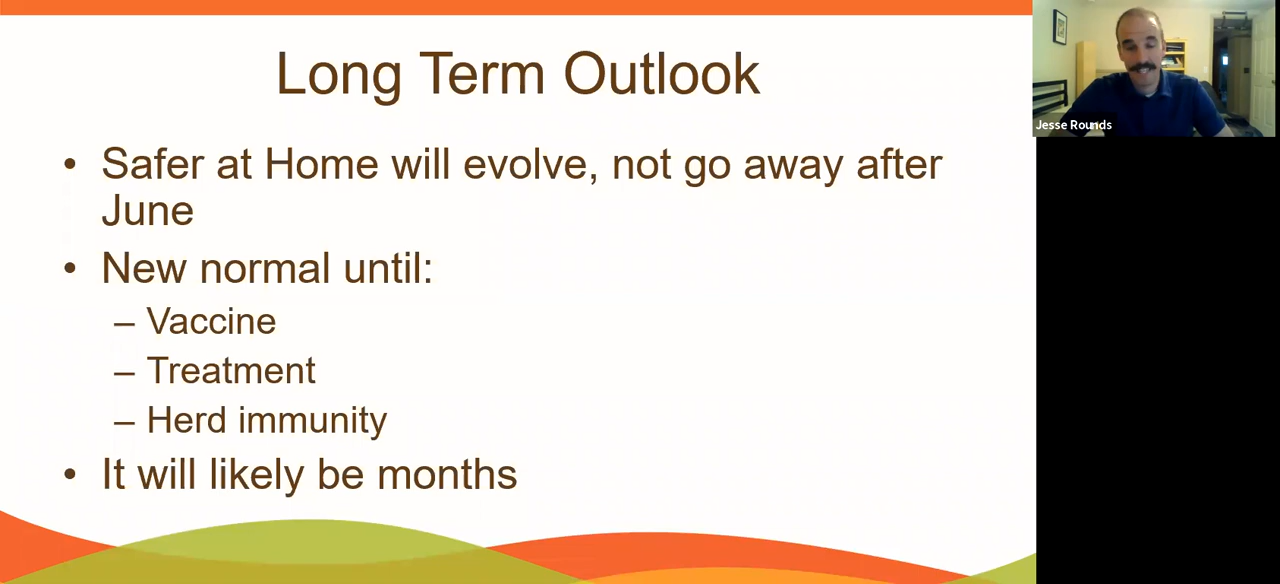 Long Term Outlook
• Safer at Home will evolve, not go away after
June
• New normal until:
– Vaccine
– Treatment
– Herd immunity
• It will likely be months
Jesse Rounds